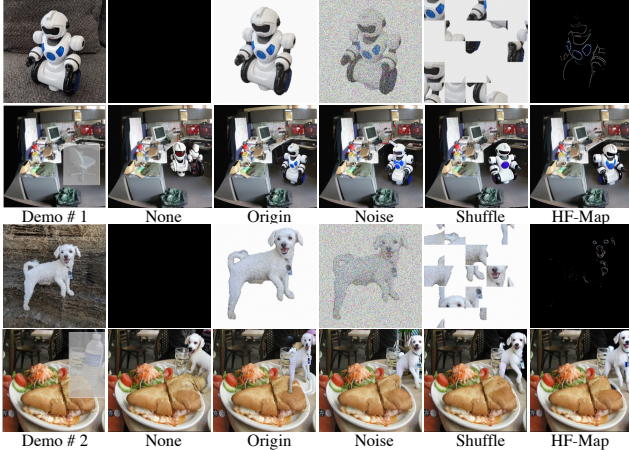 Demo # 1 None Origin Noise Shuffle HF-Map
Demo # 2 None Origin Noise Shuffle HF-Map